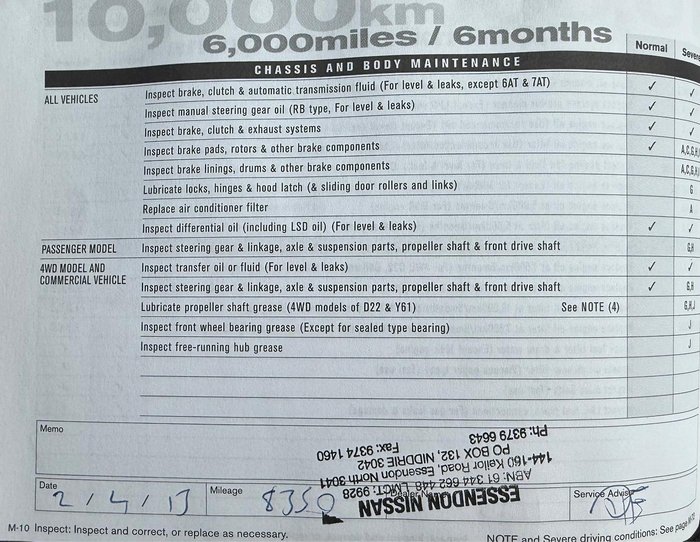 10,000km
6,000miles / 6months
Normal Severe
CHASSIS AND BODY MAINTENANCE
ALL VEHICLES Inspect brake, clutch & automatic transmission fluid (For level & leaks, except 6AT & 7AT) ✓ ✓
Inspect manual steering gear oil (RB type, For level & leaks) ✓ ✓
Inspect brake, clutch & exhaust systems ✓ ✓
Inspect brake pads, rotors & other brake components ✓ A,C,G,H,
Inspect brake linings, drums & other brake components A,C,G,H,
Lubricate locks, hinges & hood latch (& sliding door rollers and links) G
Replace air conditioner filter A
Inspect differential oil (including LSD oil) (For level & leaks) ✓ ✓
PASSENGER MODEL Inspect steering gear & linkage, axle & suspension parts, propeller shaft & front drive shaft G,H
4WD MODEL AND Inspect transfer oil or fluid (For level & leaks) ✓ ✓
COMMERCIAL VEHICLE Inspect steering gear & linkage, axle & suspension parts, propeller shaft & front drive shaft ✓ G,H
Lubricate propeller shaft grease (4WD models of D22 & Y61) See NOTE (4) G,H,J
Inspect front wheel bearing grease (Except for sealed type bearing) J
Inspect free-running hub grease J
Memo
ESSENDON NISSAN
ABN: 61 344 662 448 LMCT: 9928
144-160 Keilor Road, Essendon North 3041
PO BOX 132, NIDDRIE 3042
Ph: 9379 6643 Fax: 9374 1460
Date 2/4/13 Mileage 8350 Dealer Name Service Advisor
M-10 Inspect: Inspect and correct, or replace as necessary. NOTE and Severe driving conditions: See page